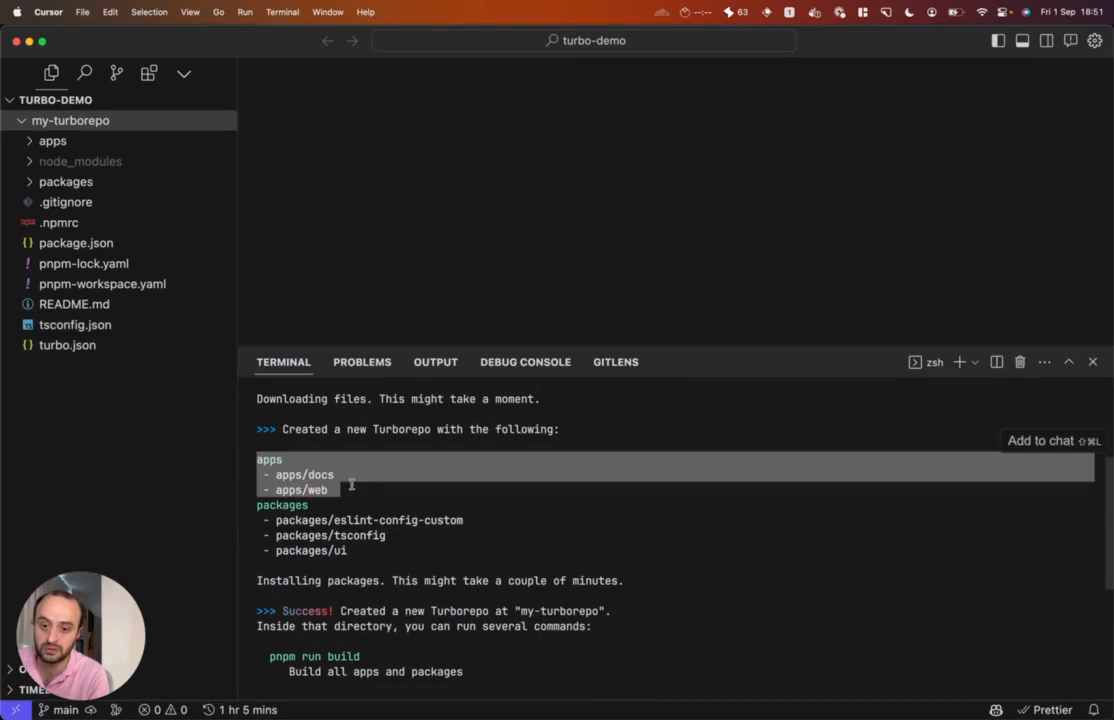 Cursor File Edit Selection View Go Run Terminal Window Help 63 1 --:-- Fri 1 Sep 18:51
turbo-demo
TURBO-DEMO
my-turborepo
apps
node_modules
packages
.gitignore
.npmrc
package.json
pnpm-lock.yaml
pnpm-workspace.yaml
README.md
tsconfig.json
turbo.json
TERMINAL PROBLEMS OUTPUT DEBUG CONSOLE GITLENS zsh
Downloading files. This might take a moment.
>>> Created a new Turborepo with the following:
Add to chat ⇧⌘L
apps
- apps/docs
- apps/web
packages
- packages/eslint-config-custom
- packages/tsconfig
- packages/ui
Installing packages. This might take a couple of minutes.
>>> Success! Created a new Turborepo at "my-turborepo".
Inside that directory, you can run several commands:
pnpm run build
Build all apps and packages
main 0 0 1 hr 5 mins Prettier